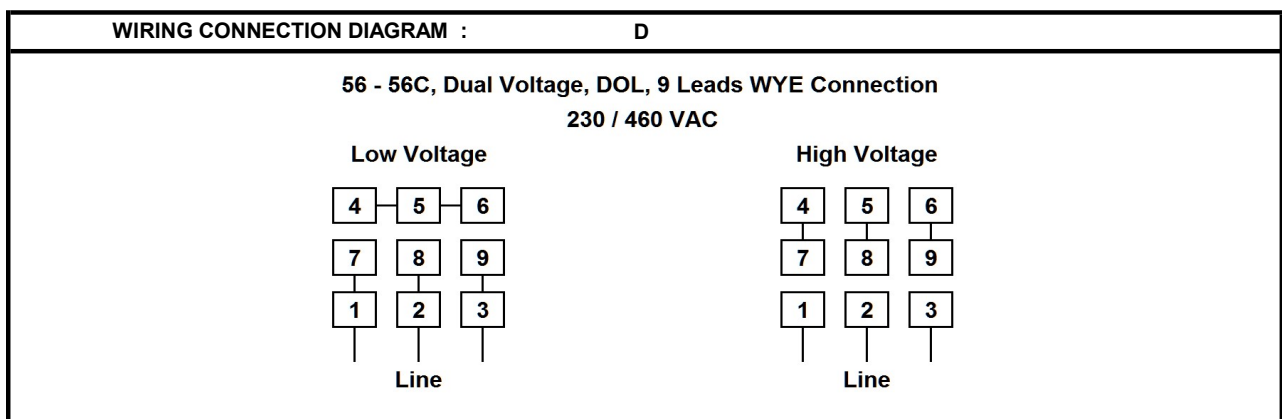 WIRING CONNECTION DIAGRAM : D
56 - 56C, Dual Voltage, DOL, 9 Leads WYE Connection
230 / 460 VAC
Low Voltage High Voltage
4 5 6 4 5 6
7 8 9 7 8 9
1 2 3 1 2 3
Line Line